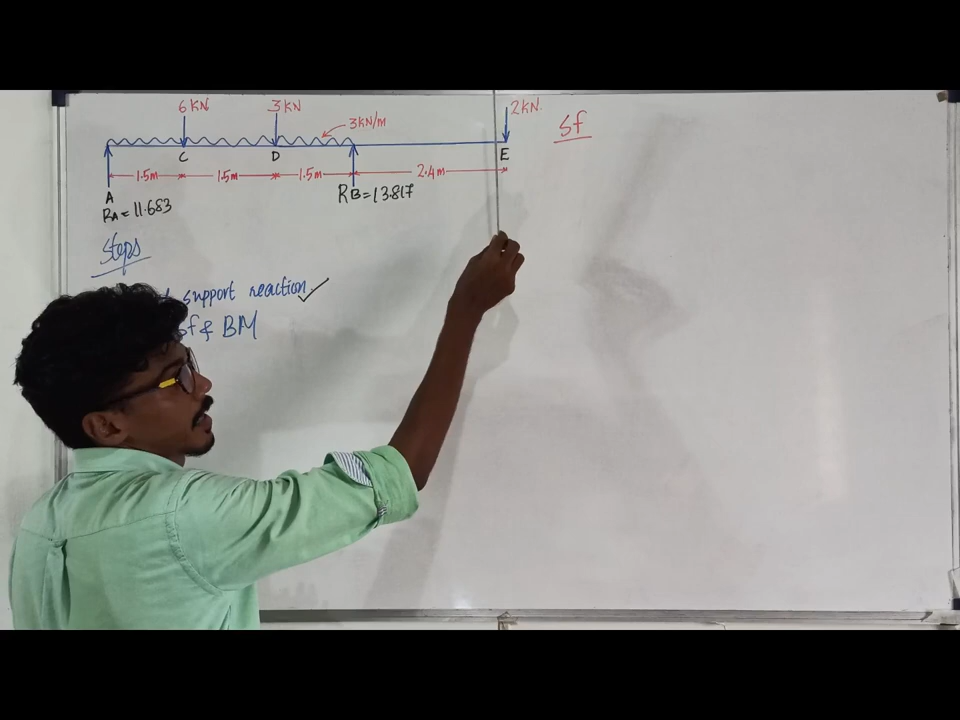 6KN 3KN 2KN.
3KN/m
C D E
1.5m 1.5m 1.5m 2.4m
A
RA = 11.683
RB = 13.817
Sf
Steps
support reaction.
Sf & BM